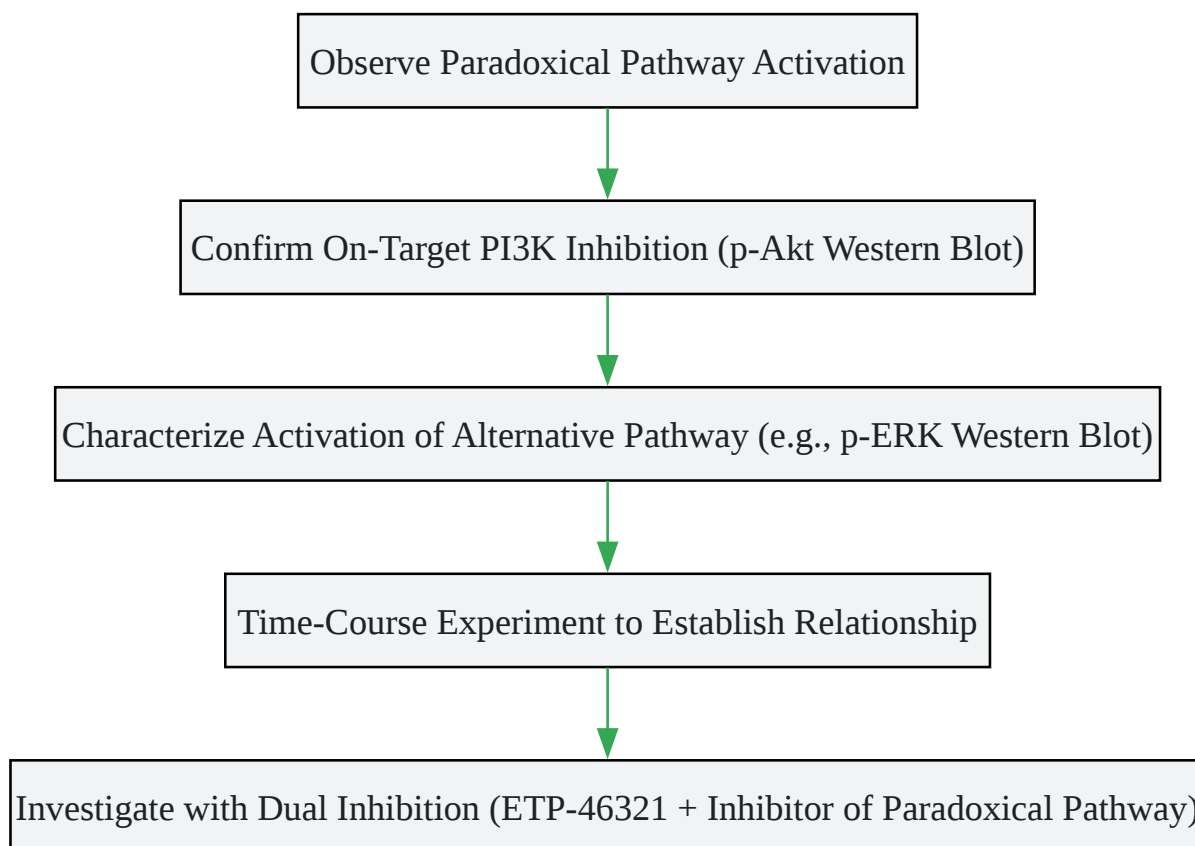 Observe Paradoxical Pathway Activation
Confirm On-Target PI3K Inhibition (p-Akt Western Blot)
Characterize Activation of Alternative Pathway (e.g., p-ERK Western Blot)
Time-Course Experiment to Establish Relationship
Investigate with Dual Inhibition (ETP-46321 + Inhibitor of Paradoxical Pathway)